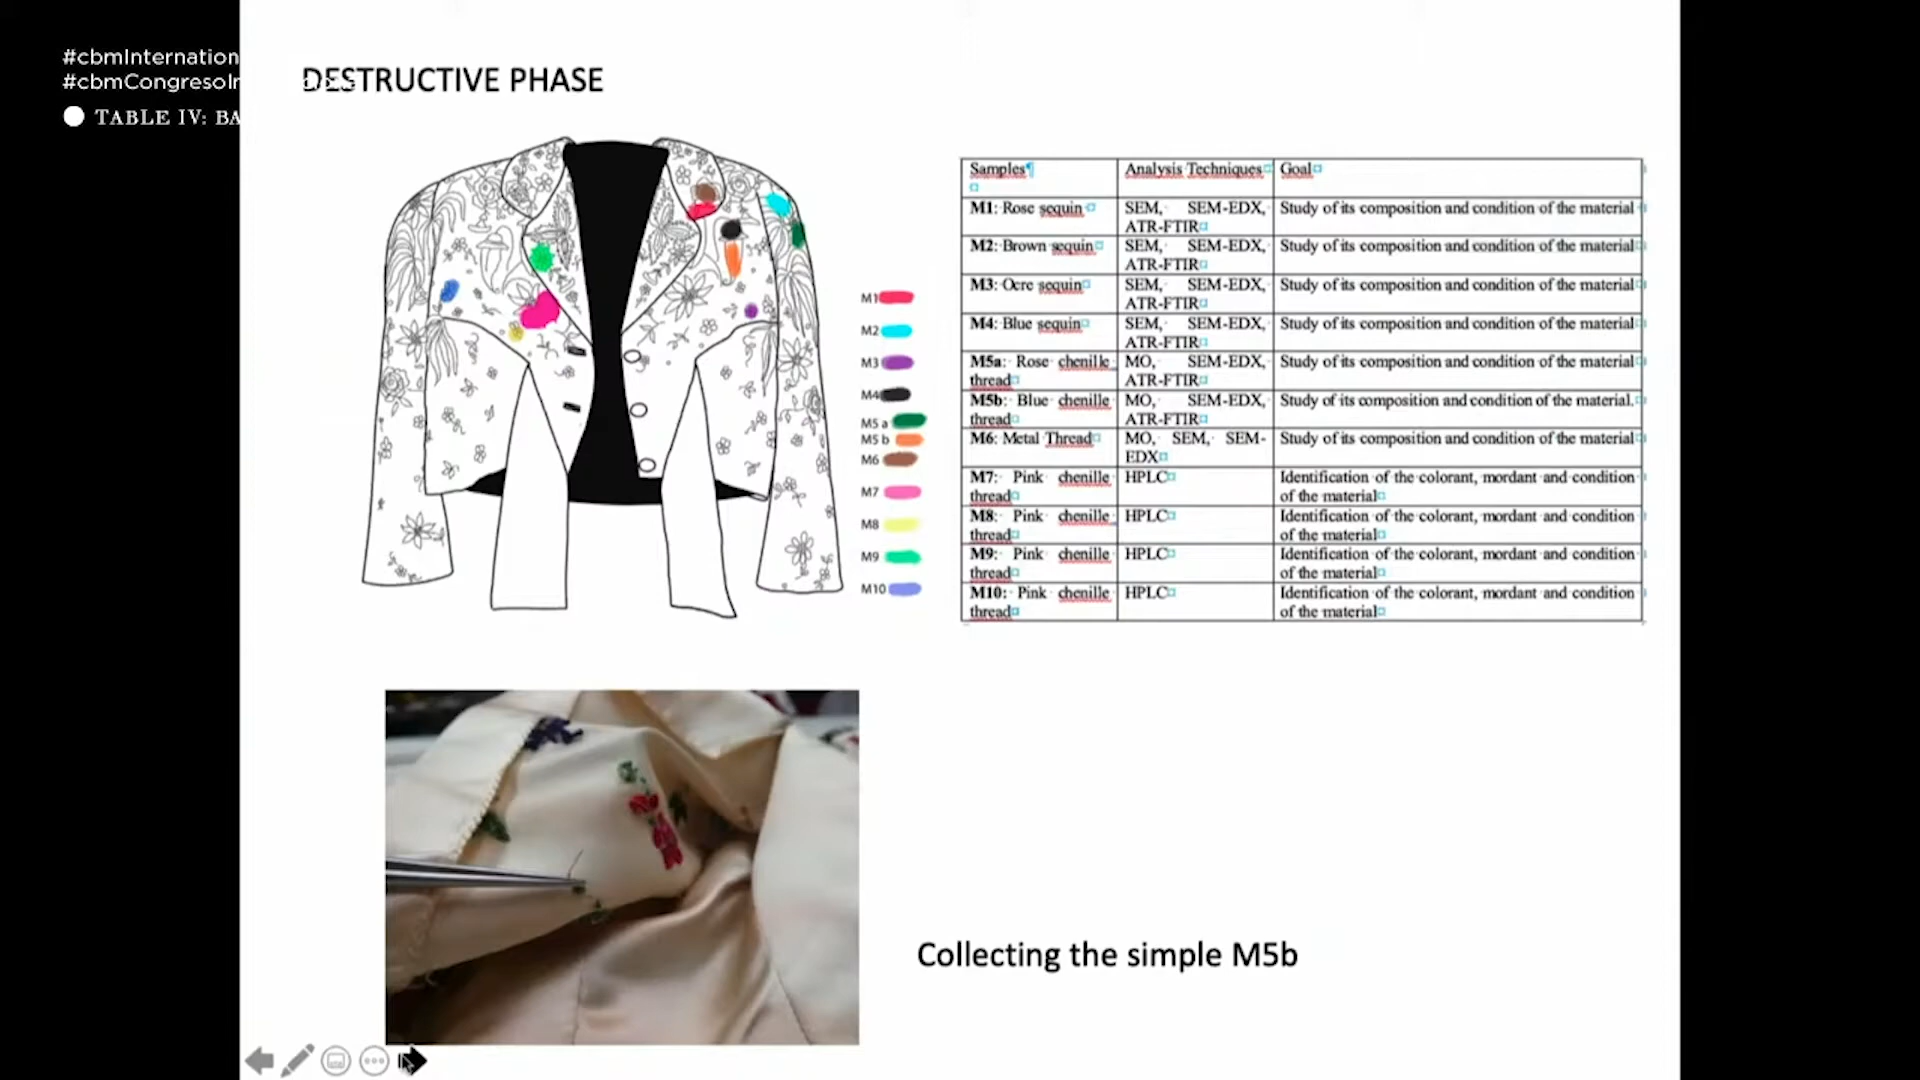 #cbmInternation
#cbmCongresoIn
TABLE IV: BA
DESTRUCTIVE PHASE
M1
M2
M3
M4
M5 a
M5 b
M6
M7
M8
M9
M10
Samples Analysis Techniques Goal
M1: Rose sequin SEM, SEM-EDX, Study of its composition and condition of the material
ATR-FTIR
M2: Brown sequin SEM, SEM-EDX, Study of its composition and condition of the material
ATR-FTIR
M3: Ocre sequin SEM, SEM-EDX, Study of its composition and condition of the material
ATR-FTIR
M4: Blue sequin SEM, SEM-EDX, Study of its composition and condition of the material
ATR-FTIR
M5a: Rose chenille MO, SEM-EDX, Study of its composition and condition of the material
thread ATR-FTIR
M5b: Blue chenille MO, SEM-EDX, Study of its composition and condition of the material.
thread ATR-FTIR
M6: Metal Thread MO, SEM, SEM- Study of its composition and condition of the material
EDX
M7: Pink chenille HPLC Identification of the colorant, mordant and condition
thread of the material
M8: Pink chenille HPLC Identification of the colorant, mordant and condition
thread of the material
M9: Pink chenille HPLC Identification of the colorant, mordant and condition
thread of the material
M10: Pink chenille HPLC Identification of the colorant, mordant and condition
thread of the material
Collecting the simple M5b